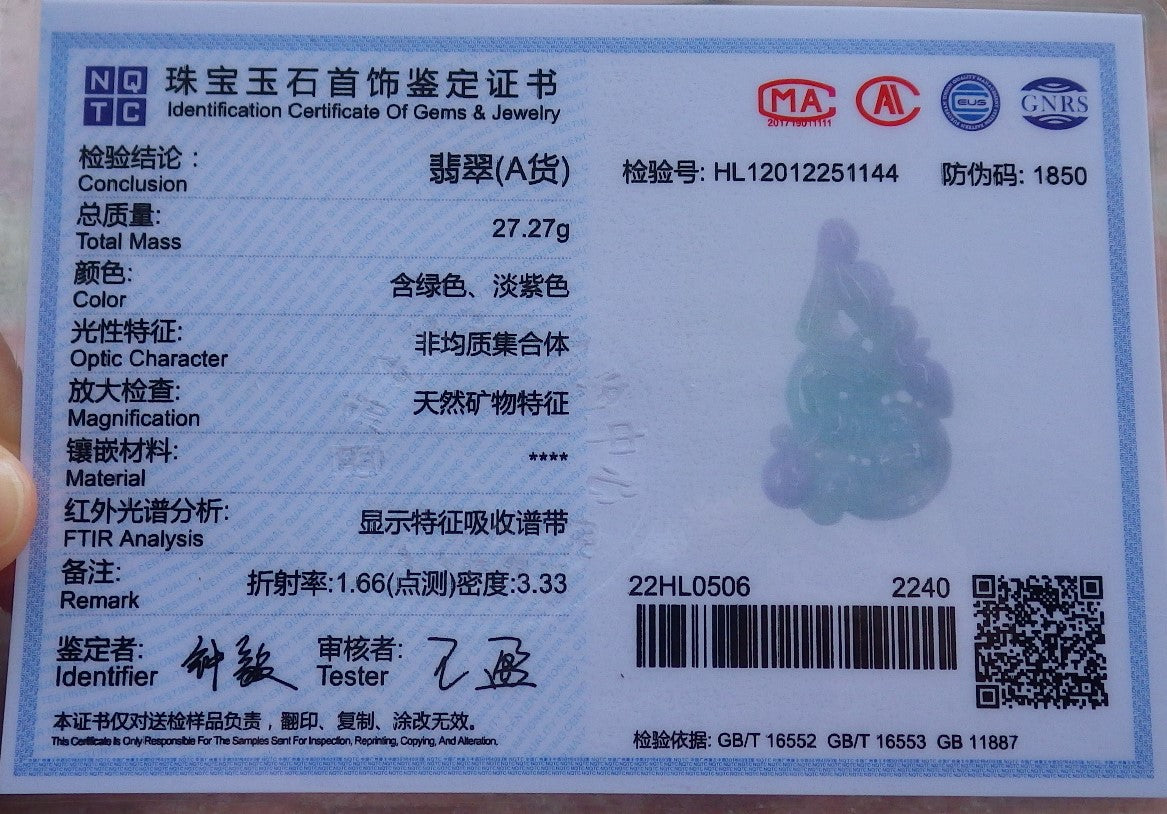 NQ
TC
珠宝玉石首饰鉴定证书
Identification Certificate Of Gems & Jewelry
检验结论：
Conclusion
翡翠(A货)
总质量:
Total Mass
27.27g
颜色:
Color
含绿色、淡紫色
光性特征:
Optic Character
非均质集合体
放大检查:
Magnification
天然矿物特征
镶嵌材料:
Material
****
红外光谱分析:
FTIR Analysis
显示特征吸收谱带
备注:
Remark
折射率:1.66(点测)密度:3.33
鉴定者:
Identifier
审核者:
Tester
本证书仅对送检样品负责，翻印、复制、涂改无效。
This Certificate Is Only Responsible For The Samples Sent For Inspection, Reprinting, Copying, And Alteration.
MA
EUS
GNRS
检验号: HL12012251144 防伪码: 1850
22HL0506 2240
检验依据: GB/T 16552 GB/T 16553 GB 11887